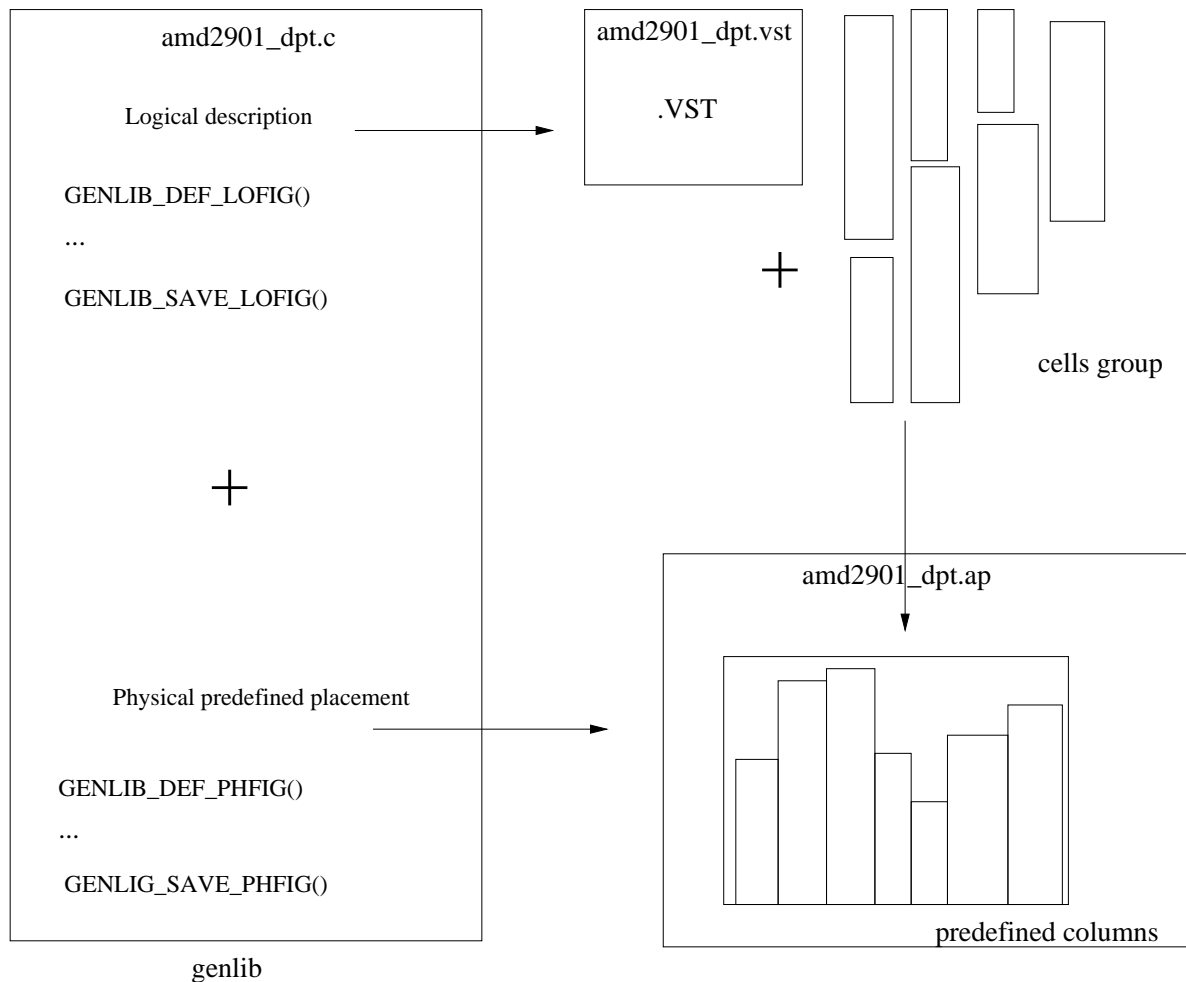 amd2901_dpt.c
Logical description
GENLIB_DEF_LOFIG()
...
GENLIB_SAVE_LOFIG()
+
Physical predefined placement
GENLIB_DEF_PHFIG()
...
GENLIG_SAVE_PHFIG()
genlib
amd2901_dpt.vst
.VST
+
cells group
amd2901_dpt.ap
predefined columns